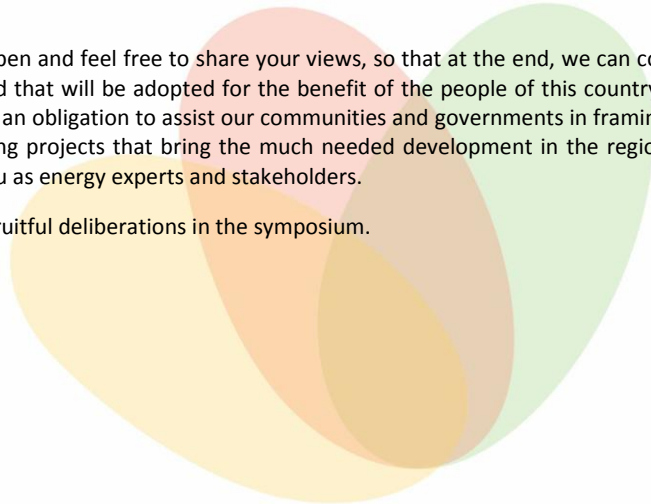 pen and feel free to share your views, so that at the end, we can co
d that will be adopted for the benefit of the people of this country
an obligation to assist our communities and governments in framin
ng projects that bring the much needed development in the regio
u as energy experts and stakeholders.
ruitful deliberations in the symposium.